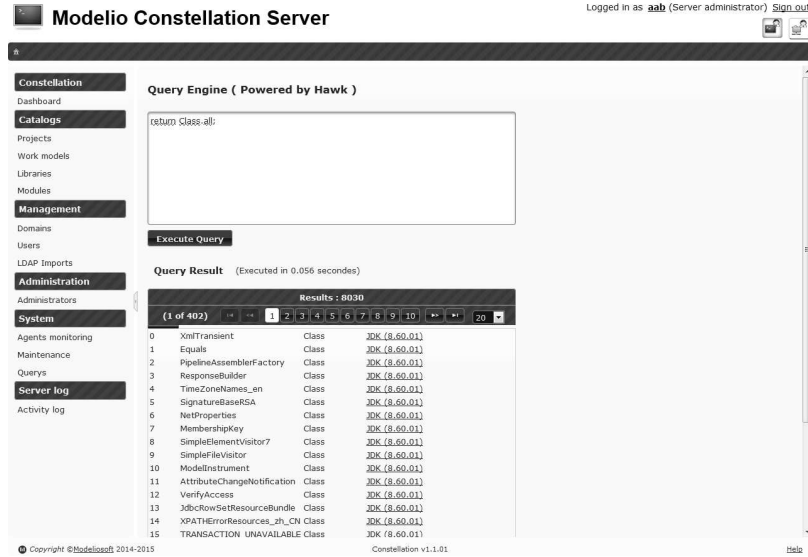 Modelio Constellation Server
Logged in as aab (Server administrator) Sign out
Constellation
Dashboard
Catalogs
Projects
Work models
Libraries
Modules
Management
Domains
Users
LDAP Imports
Administration
Administrators
System
Agents monitoring
Maintenance
Querys
Server log
Activity log
Query Engine ( Powered by Hawk )
return Class.all;
Execute Query
Query Result (Executed in 0.056 secondes)
Results : 8030
(1 of 402) 1 2 3 4 5 6 7 8 9 10 20
0 XmlTransient Class JDK (8.60.01)
1 Equals Class JDK (8.60.01)
2 PipelineAssemblerFactory Class JDK (8.60.01)
3 ResponseBuilder Class JDK (8.60.01)
4 TimeZoneNames_en Class JDK (8.60.01)
5 SignatureBaseRSA Class JDK (8.60.01)
6 NetProperties Class JDK (8.60.01)
7 MembershipKey Class JDK (8.60.01)
8 SimpleElementVisitor7 Class JDK (8.60.01)
9 SimpleFileVisitor Class JDK (8.60.01)
10 ModelInstrument Class JDK (8.60.01)
11 AttributeChangeNotification Class JDK (8.60.01)
12 VerifyAccess Class JDK (8.60.01)
13 JdbcRowSetResourceBundle Class JDK (8.60.01)
14 XPATHErrorResources_zh_CN Class JDK (8.60.01)
15 TRANSACTION_UNAVAILABLE Class JDK (8.60.01)
Copyright ©Modeliosoft 2014-2015
Constellation v1.1.01
Help